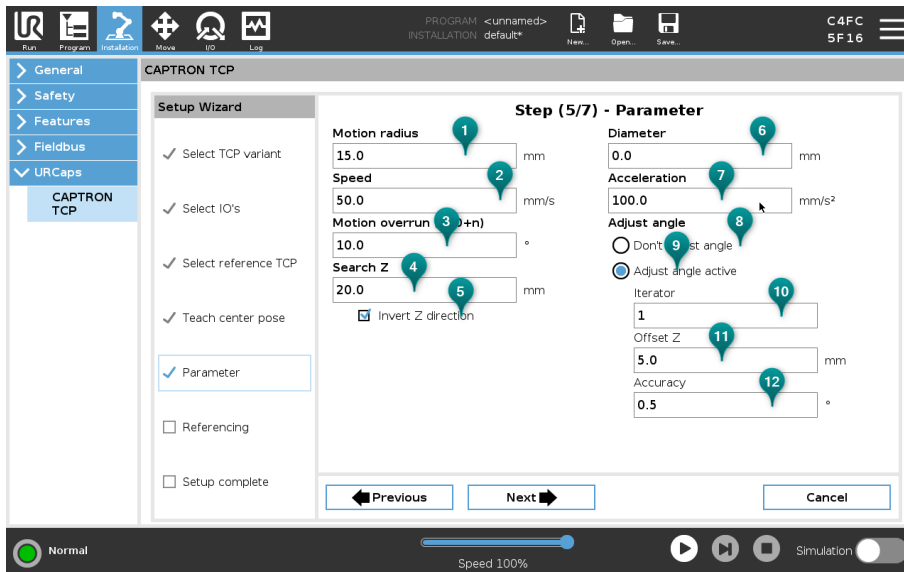 PROGRAM <unnamed>
INSTALLATION default*
C4FC
5F16
Run
Program
Installation
Move
I/O
Log
New...
Open...
Save...
General
Safety
Features
Fieldbus
URCaps
CAPTRON
TCP
CAPTRON TCP
Setup Wizard
Select TCP variant
Select IO's
Select reference TCP
Teach center pose
Parameter
Referencing
Setup complete
Step (5/7) - Parameter
Motion radius
1
15.0 mm
Speed
2
50.0 mm/s
Motion overrun
3
0+n)
10.0 °
Search Z
4
20.0 mm
5
Invert Z direction
Diameter
6
0.0 mm
Acceleration
7
100.0 mm/s²
Adjust angle
8
Don't
9
st angle
Adjust angle active
Iterator
10
1
Offset Z
11
5.0 mm
Accuracy
12
0.5 °
Previous
Next
Cancel
Normal
Speed 100%
Simulation